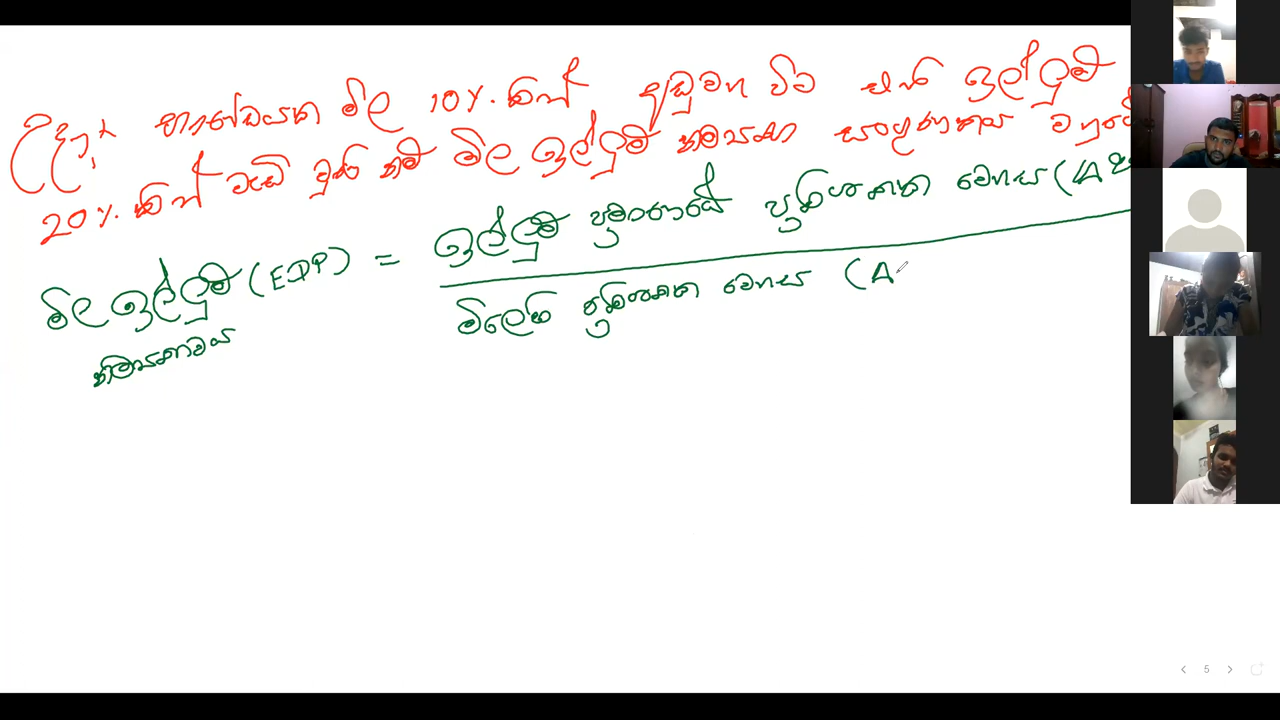 උදා:- භාණ්ඩයක මිල 10%.කින් අඩුවන විට එහි ඉල්ලුම
20%.කින් වැඩි වුණි නම් මිල ඉල්ලුම් නම්‍යතා සංගුණකය
මිල ඉල්ලුම් (EDP) = ඉල්ලුම් ප්‍රමාණයේ ප්‍රතිශතක වෙනස (Δ
නම්‍යතාවය
මිලෙහි ප්‍රතිශතක වෙනස (Δ
5